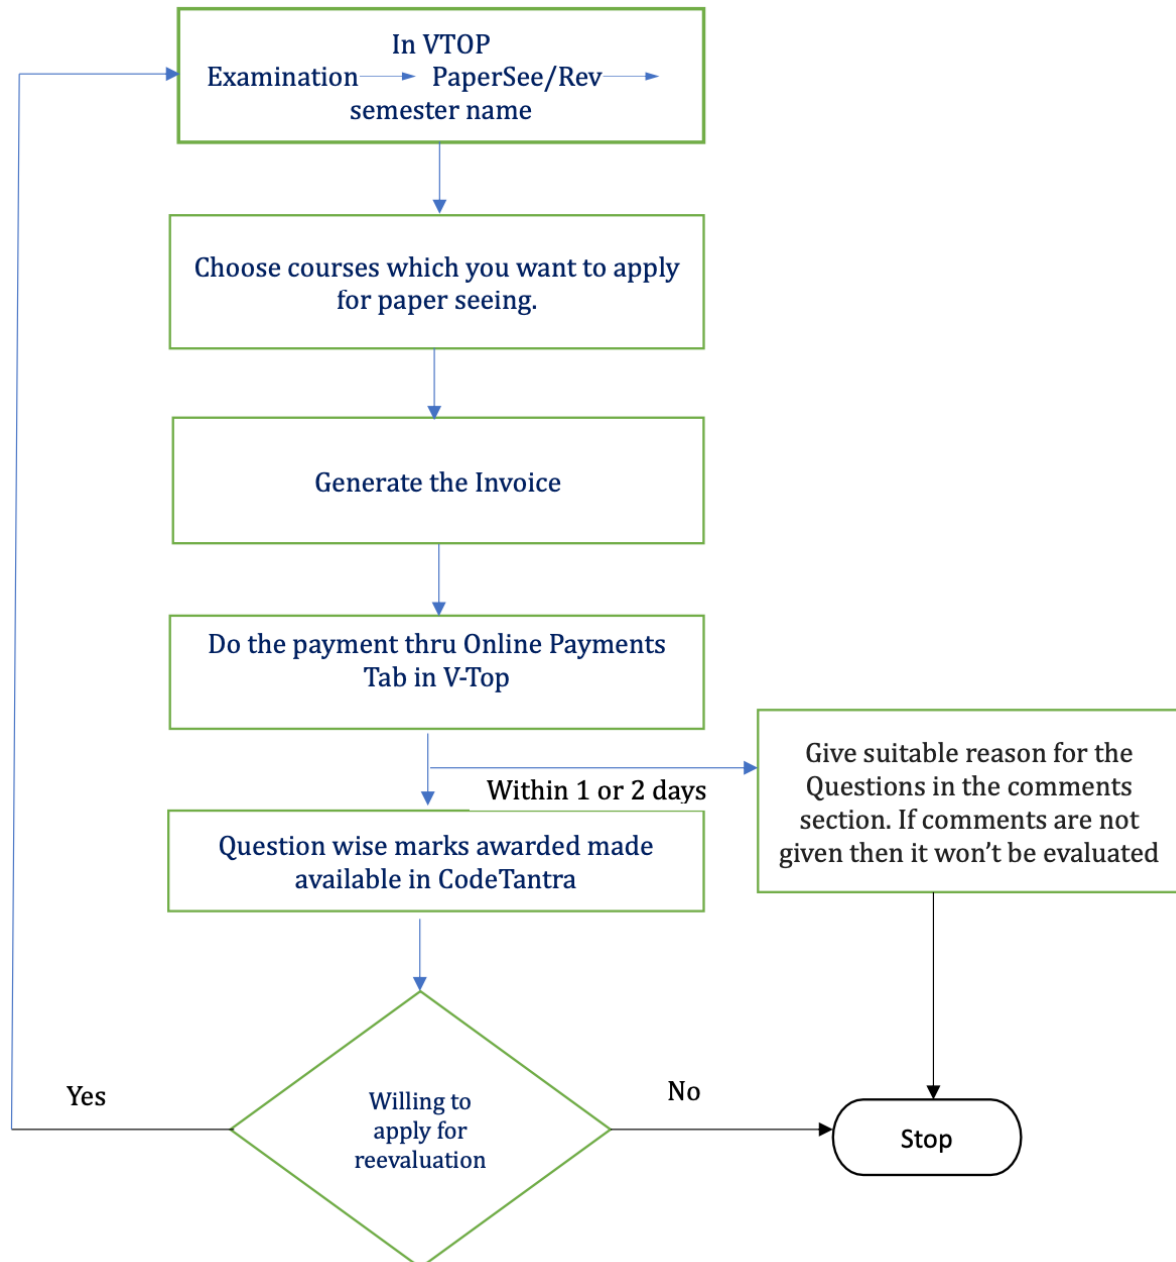 In VTOP
Examination PaperSee/Rev
semester name
Choose courses which you want to apply
for paper seeing.
Generate the Invoice
Do the payment thru Online Payments
Tab in V-Top
Within 1 or 2 days
Give suitable reason for the
Questions in the comments
section. If comments are not
given then it won’t be evaluated
Question wise marks awarded made
available in CodeTantra
Yes
Willing to
apply for
reevaluation
No
Stop